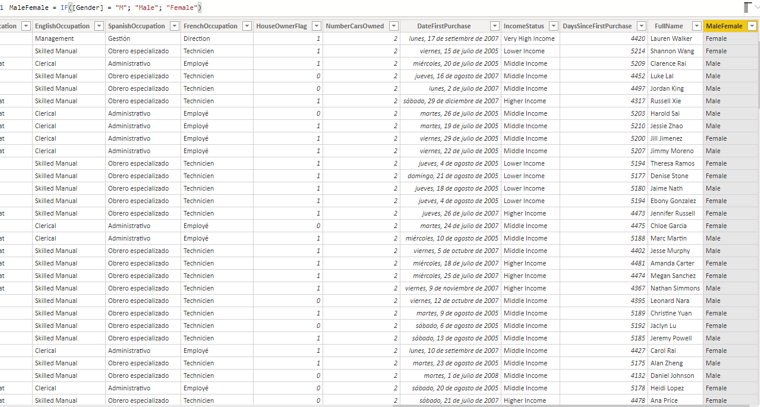 1 MaleFemale = IF([Gender] = "M"; "Male"; "Female")
cation EnglishOccupation SpanishOccupation FrenchOccupation HouseOwnerFlag NumberCarsOwned DateFirstPurchase IncomeStatus DaysSinceFirstPurchase FullName MaleFemale
Management Gestión Direction 1 2 lunes, 17 de setiembre de 2007 Very High Income 4420 Lauren Walker Female
Skilled Manual Obrero especializado Technicien 1 2 viernes, 15 de julio de 2005 Lower Income 5214 Shannon Wang Female
at Clerical Administrativo Employé 1 2 miércoles, 20 de julio de 2005 Middle Income 5209 Clarence Rai Male
Skilled Manual Obrero especializado Technicien 0 2 jueves, 16 de agosto de 2007 Middle Income 4452 Luke Lal Male
Skilled Manual Obrero especializado Technicien 0 2 lunes, 2 de julio de 2007 Middle Income 4497 Jordan King Male
at Skilled Manual Obrero especializado Technicien 1 2 sábado, 29 de diciembre de 2007 Higher Income 4317 Russell Xie Male
at Clerical Administrativo Employé 0 2 martes, 26 de julio de 2005 Middle Income 5203 Harold Sai Male
at Clerical Administrativo Employé 1 2 martes, 19 de julio de 2005 Middle Income 5210 Jessie Zhao Male
at Clerical Administrativo Employé 1 2 viernes, 29 de julio de 2005 Middle Income 5200 Jill Jimenez Female
at Clerical Administrativo Employé 1 2 viernes, 22 de julio de 2005 Middle Income 5207 Jimmy Moreno Male
Skilled Manual Obrero especializado Technicien 1 2 jueves, 4 de agosto de 2005 Lower Income 5194 Theresa Ramos Female
Skilled Manual Obrero especializado Technicien 1 2 domingo, 21 de agosto de 2005 Lower Income 5177 Denise Stone Female
Skilled Manual Obrero especializado Technicien 1 2 jueves, 18 de agosto de 2005 Middle Income 5180 Jaime Nath Male
Skilled Manual Obrero especializado Technicien 1 2 jueves, 4 de agosto de 2005 Lower Income 5194 Ebony Gonzalez Female
at Skilled Manual Obrero especializado Technicien 1 2 jueves, 26 de julio de 2007 Higher Income 4473 Jennifer Russell Female
Clerical Administrativo Employé 0 2 martes, 24 de julio de 2007 Middle Income 4475 Chloe Garcia Female
at Clerical Administrativo Employé 1 2 miércoles, 10 de agosto de 2005 Middle Income 5188 Marc Martin Male
at Skilled Manual Obrero especializado Technicien 1 2 viernes, 5 de octubre de 2007 Middle Income 4402 Jesse Murphy Male
at Skilled Manual Obrero especializado Technicien 1 2 miércoles, 18 de julio de 2007 Higher Income 4481 Amanda Carter Female
at Skilled Manual Obrero especializado Technicien 1 2 miércoles, 25 de julio de 2007 Higher Income 4474 Megan Sanchez Female
at Skilled Manual Obrero especializado Technicien 1 2 viernes, 9 de noviembre de 2007 Higher Income 4367 Nathan Simmons Male
Skilled Manual Obrero especializado Technicien 0 2 viernes, 12 de octubre de 2007 Middle Income 4395 Leonard Nara Male
Skilled Manual Obrero especializado Technicien 1 2 martes, 9 de agosto de 2005 Middle Income 5189 Christine Yuan Female
Skilled Manual Obrero especializado Technicien 0 2 sábado, 6 de agosto de 2005 Middle Income 5192 Jaclyn Lu Female
Skilled Manual Obrero especializado Technicien 1 2 sábado, 13 de agosto de 2005 Middle Income 5185 Jeremy Powell Male
at Clerical Administrativo Employé 1 2 lunes, 10 de setiembre de 2007 Middle Income 4427 Carol Rai Female
Skilled Manual Obrero especializado Technicien 1 2 martes, 23 de agosto de 2005 Middle Income 5175 Alan Zheng Male
Skilled Manual Obrero especializado Technicien 1 2 martes, 1 de julio de 2008 Middle Income 4132 Daniel Johnson Male
at Clerical Administrativo Employé 0 2 sábado, 20 de agosto de 2005 Middle Income 5178 Heidi Lopez Female
at Skilled Manual Obrero especializado Technicien 0 2 sábado, 21 de julio de 2007 Higher Income 4478 Ana Price Female